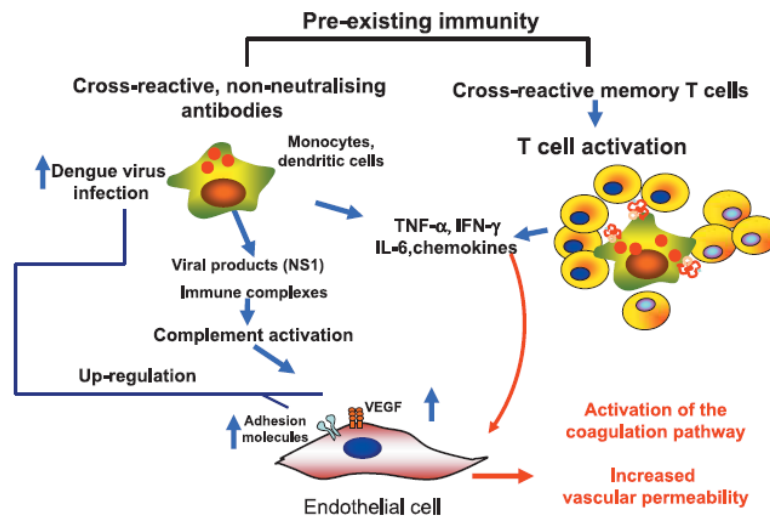 Pre-existing immunity
Cross-reactive, non-neutralising
antibodies
Cross-reactive memory T cells
T cell activation
Monocytes,
dendritic cells
Dengue virus
infection
TNF-α, IFN-γ
IL-6,chemokines
Viral products (NS1)
Immune complexes
Complement activation
Up-regulation
VEGF
Adhesion
molecules
Activation of the
coagulation pathway
Increased
vascular permeability
Endothelial cell